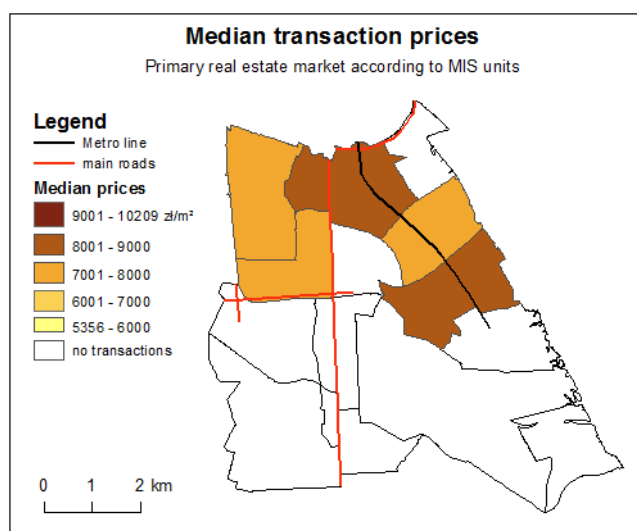 Median transaction prices
Primary real estate market according to MIS units
Legend
Metro line
main roads
Median prices
9001 - 10209 zł/m²
8001 - 9000
7001 - 8000
6001 - 7000
5356 - 6000
no transactions
0 1 2 km